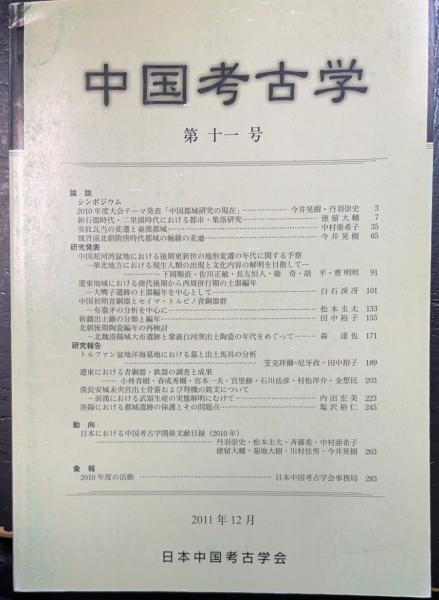 中国考古学
第十一号
論説
シンポジウム
2010年度大会テーマ発表「中国都城研究の現在」 今井晃樹・丹羽崇史 3
新石器時代・二里頭時代における都市・集落研究 徳留大輔 7
雲紋瓦当の変遷と秦漢都城 中村亜希子 35
魏晋南北朝隋唐時代都城の軸線の変遷 今井晃樹 65
研究発表
中国泥河湾盆地における後期更新世の地形変遷の年代に関する予察
―華北地方における現生人類の出現と文化内容の解明を目指して―
下岡順直・佐川正敏・長友恒人・衛奇・胡平・曹明明 91
遼東地域における商代後期から西周併行期の土器編年
―大嘴子遺跡の土器編年を中心として― 白石渓冴 101
中国初期青銅器とセイマ・トルビノ青銅器群
―有銎矛の分析を中心に― 松本圭太 133
新疆出土鏃の分類と編年 田中裕子 155
北朝後期陶瓷編年の再検討
―北魏洛陽城大市遺跡と鞏義白河窯出土陶瓷の年代をめぐって― 森達也 171
研究報告
トルファン盆地洋海墓地における墓と出土馬具の分析
艾克拜爾・尼牙孜・田中裕子 189
遼東における青銅器・鉄器の調査と成果
小林青樹・春成秀爾・宮本一夫・宮里修・石川岳彦・村松洋介・金想民 203
漢長安城未央宮出土骨簽および弩機の銘文について
―前漢における武器生産の実態解明にむけて― 内田宏美 223
洛陽における都城遺跡の保護とその問題点 塩沢裕仁 245
動向
日本における中国考古学関係文献目録(2010年)
丹羽崇史・松本圭太・斉藤希・中村亜希子
徳留大輔・菊地大樹・川村佳男・今井晃樹 263
彙報
2010年度の活動 日本中国考古学会事務局 283
2011年12月
日本中国考古学会